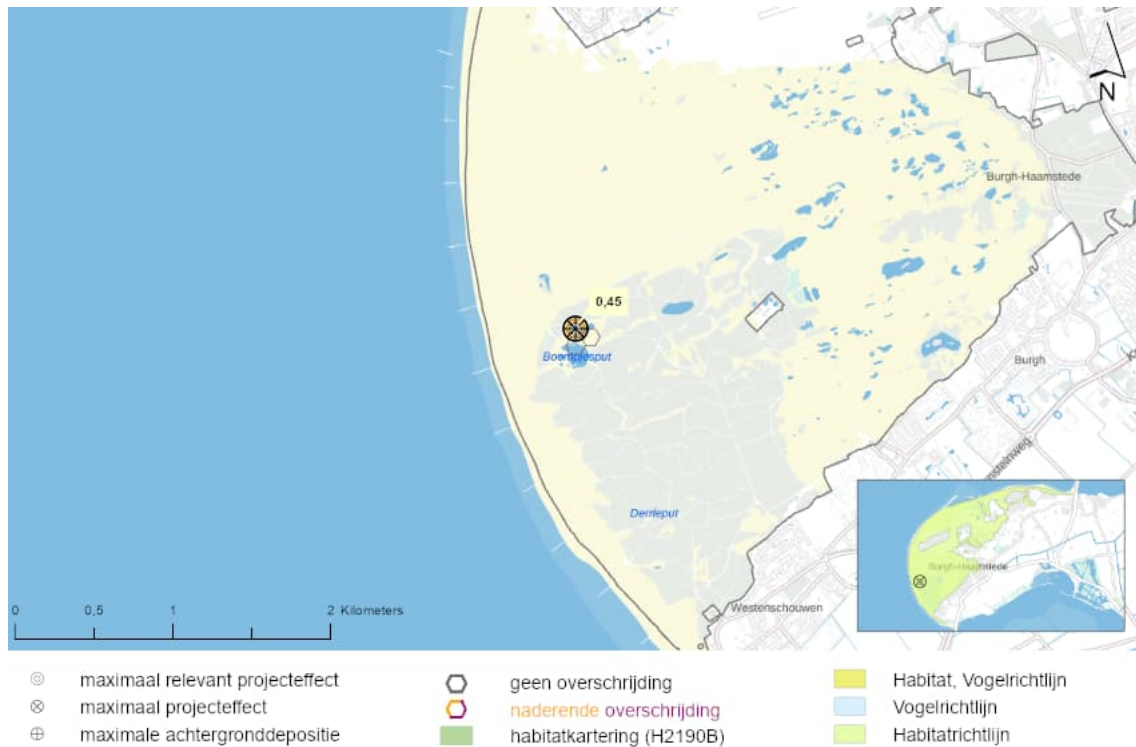 N
Burgh-Haamstede
0,45
Boompjesput
Burgh
Derrieput
Burgh-Haamstede
Westenschouwen
0 0,5 1 2 Kilometers
maximaal relevant projecteffect
maximaal projecteffect
maximale achtergronddepositie
geen overschrijding
naderende overschrijding
habitatkartering (H2190B)
Habitat, Vogelrichtlijn
Vogelrichtlijn
Habitatrichtlijn